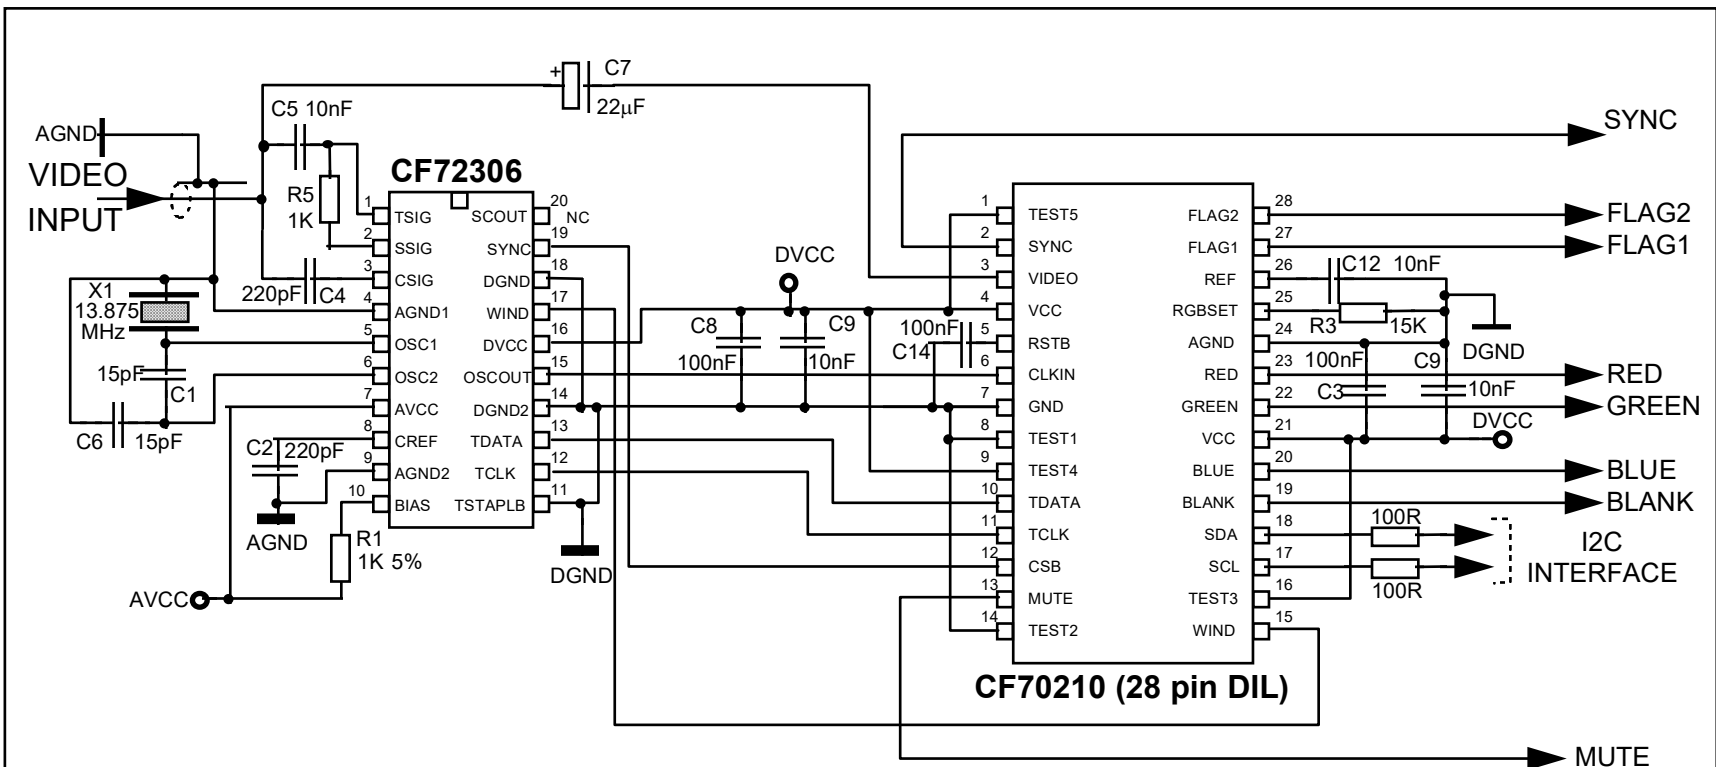 C7
+
22µF
C5 10nF
SYNC
AGND
VIDEO
INPUT
CF72306
R5
1K
1 TSIG
2 SSIG
3 CSIG
4 AGND1
5 OSC1
6 OSC2
7 AVCC
8 CREF
9 AGND2
10 BIAS
SCOUT 20
NC
SYNC 19
DGND 18
WIND 17
DVCC 16
OSCOUT 15
DGND2 14
TDATA 13
TCLK 12
TSTAPLB 11
220pF C4
X1
13.875
MHz
15pF
C1
C6 15pF
C2 220pF
AGND
R1
1K 5%
AVCC
DGND
DVCC
C8
100nF
C9
10nF
100nF
C14
1 TEST5
2 SYNC
3 VIDEO
4 VCC
5 RSTB
6 CLKIN
7 GND
8 TEST1
9 TEST4
10 TDATA
11 TCLK
12 CSB
13 MUTE
14 TEST2
FLAG2 28
FLAG1 27
REF 26
RGBSET 25
AGND 24
RED 23
GREEN 22
VCC 21
BLUE 20
BLANK 19
SDA 18
SCL 17
TEST3 16
WIND 15
CF70210 (28 pin DIL)
FLAG2
FLAG1
C12 10nF
R3 15K
DGND
100nF
C3
C9
10nF
RED
GREEN
DVCC
BLUE
BLANK
100R
100R
I2C
INTERFACE
MUTE